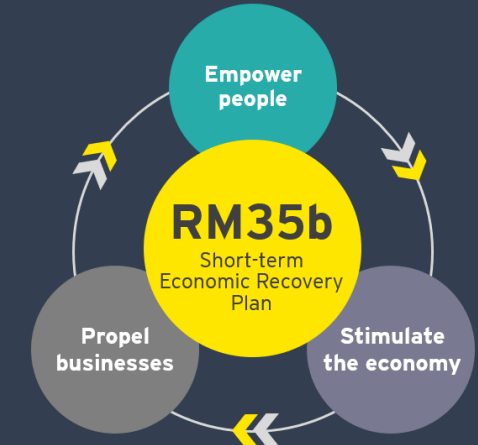 Empower
people
RM35b
Short-term
Economic Recovery
Plan
Propel
businesses
Stimulate
the economy